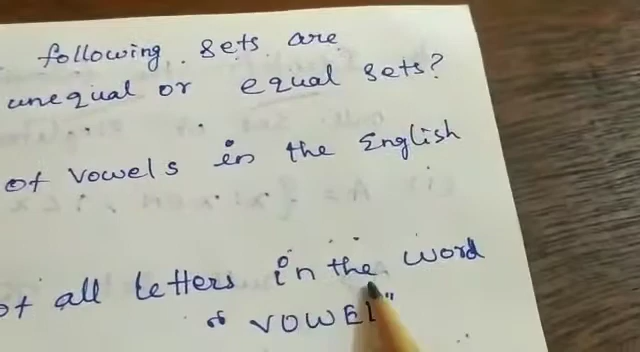 following sets are
unequal or equal sets?
of vowels in the English
of all letters in the word
"VOWEL"